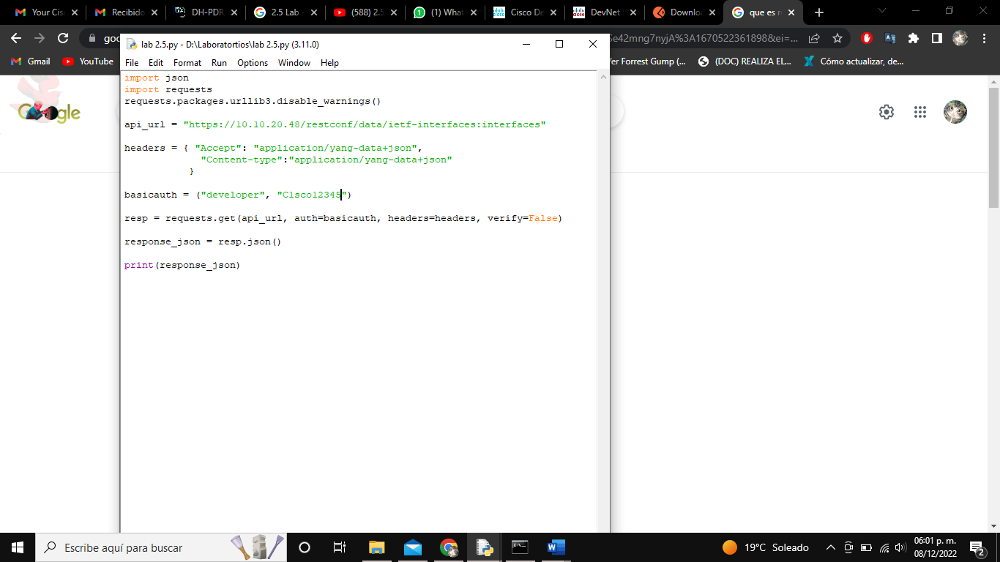 Your Cisc
Recibido
DH-PDR
2.5 Lab -
(588) 2.5
(1) What
Cisco De
DevNet
Downloa
que es r
goo
Se42mng7nyjA%3A1670522361898&ei=...
Gmail
YouTube
Ver Forrest Gump (...
(DOC) REALIZA EL...
Cómo actualizar, de...
lab 2.5.py - D:\Laboratortios\lab 2.5.py (3.11.0)
File Edit Format Run Options Window Help
import json
import requests
requests.packages.urllib3.disable_warnings()
api_url = "https://10.10.20.48/restconf/data/ietf-interfaces:interfaces"
headers = { "Accept": "application/yang-data+json",
"Content-type":"application/yang-data+json"
}
basicauth = ("developer", "C1sco12345")
resp = requests.get(api_url, auth=basicauth, headers=headers, verify=False)
response_json = resp.json()
print(response_json)
Escribe aquí para buscar
19°C Soleado
06:01 p. m.
08/12/2022
2